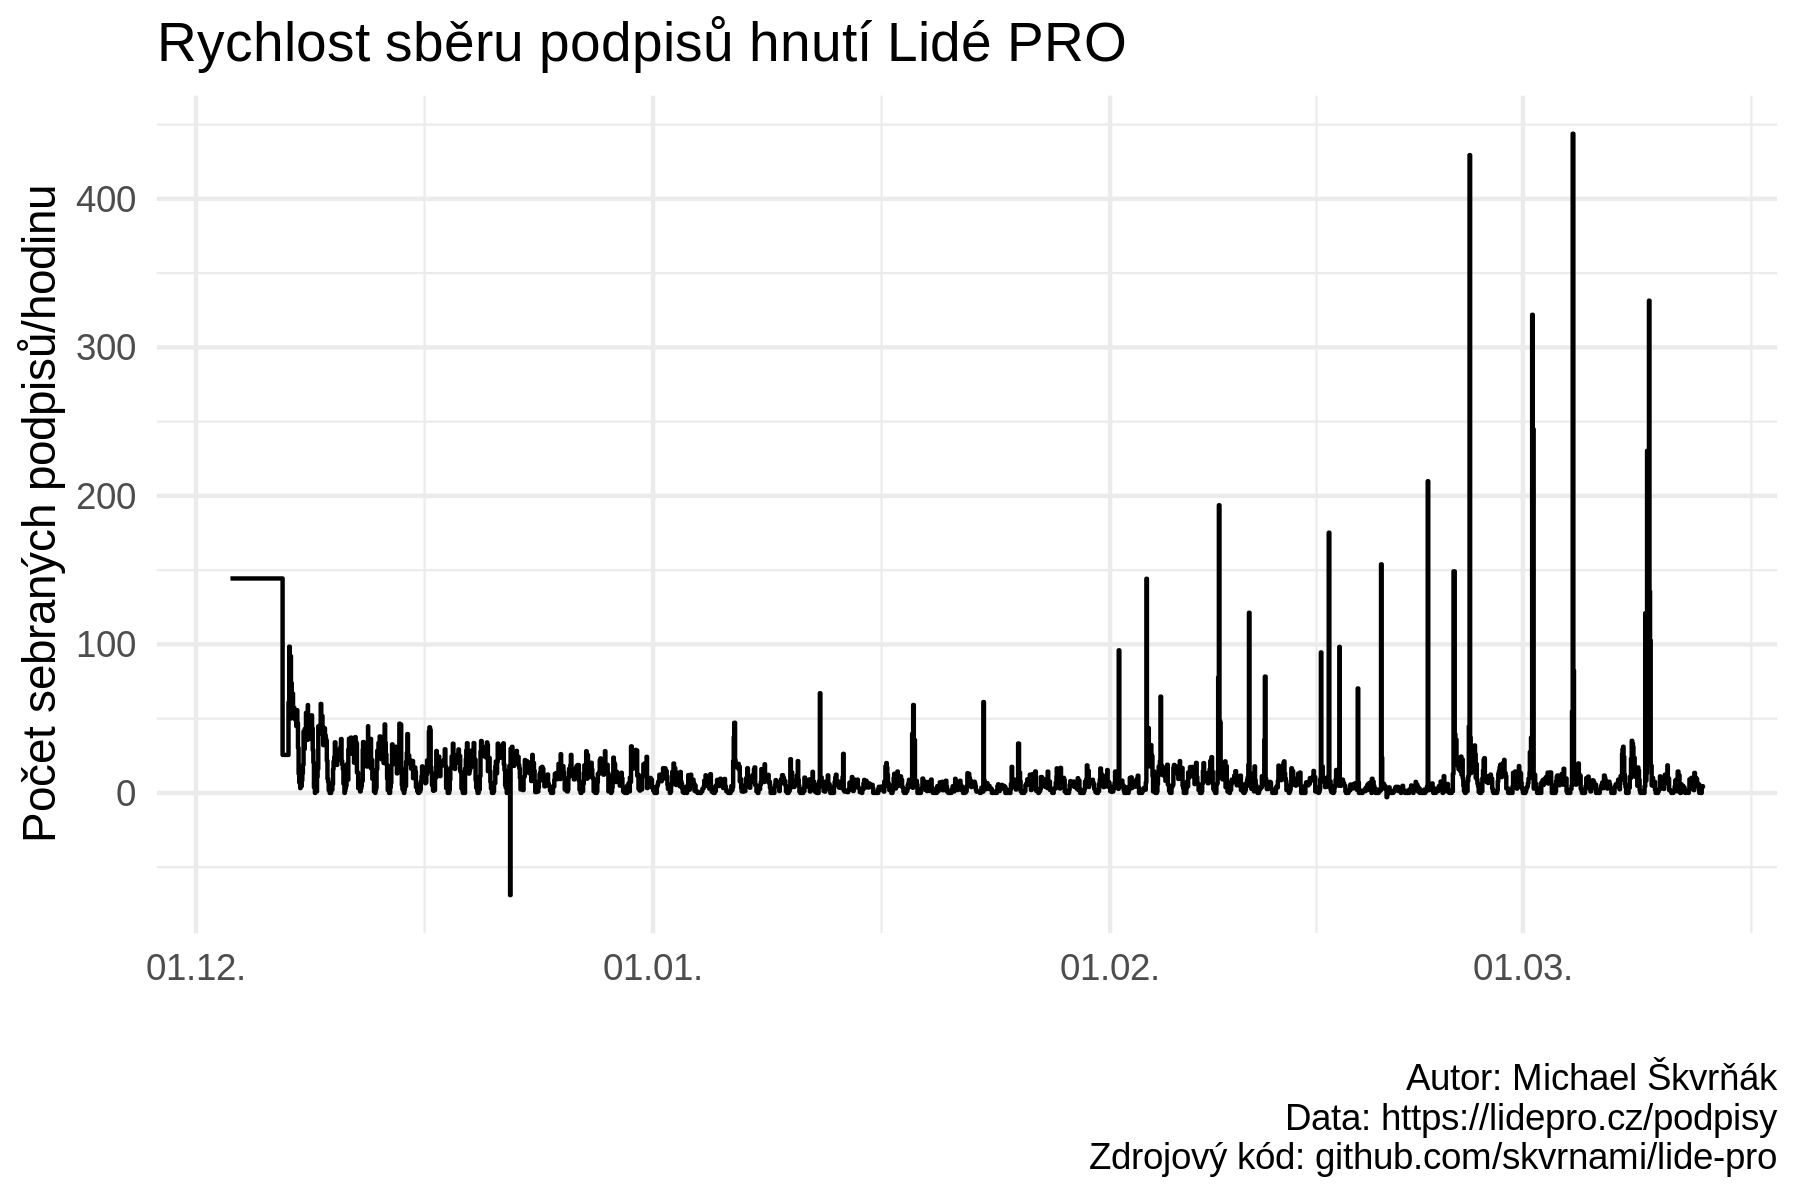 Rychlost sběru podpisů hnutí Lidé PRO
Počet sebraných podpisů/hodinu
400
300
200
100
0
01.12.
01.01.
01.02.
01.03.
Autor: Michael Škvrňák
Data: https://lidepro.cz/podpisy
Zdrojový kód: github.com/skvrnami/lide-pro